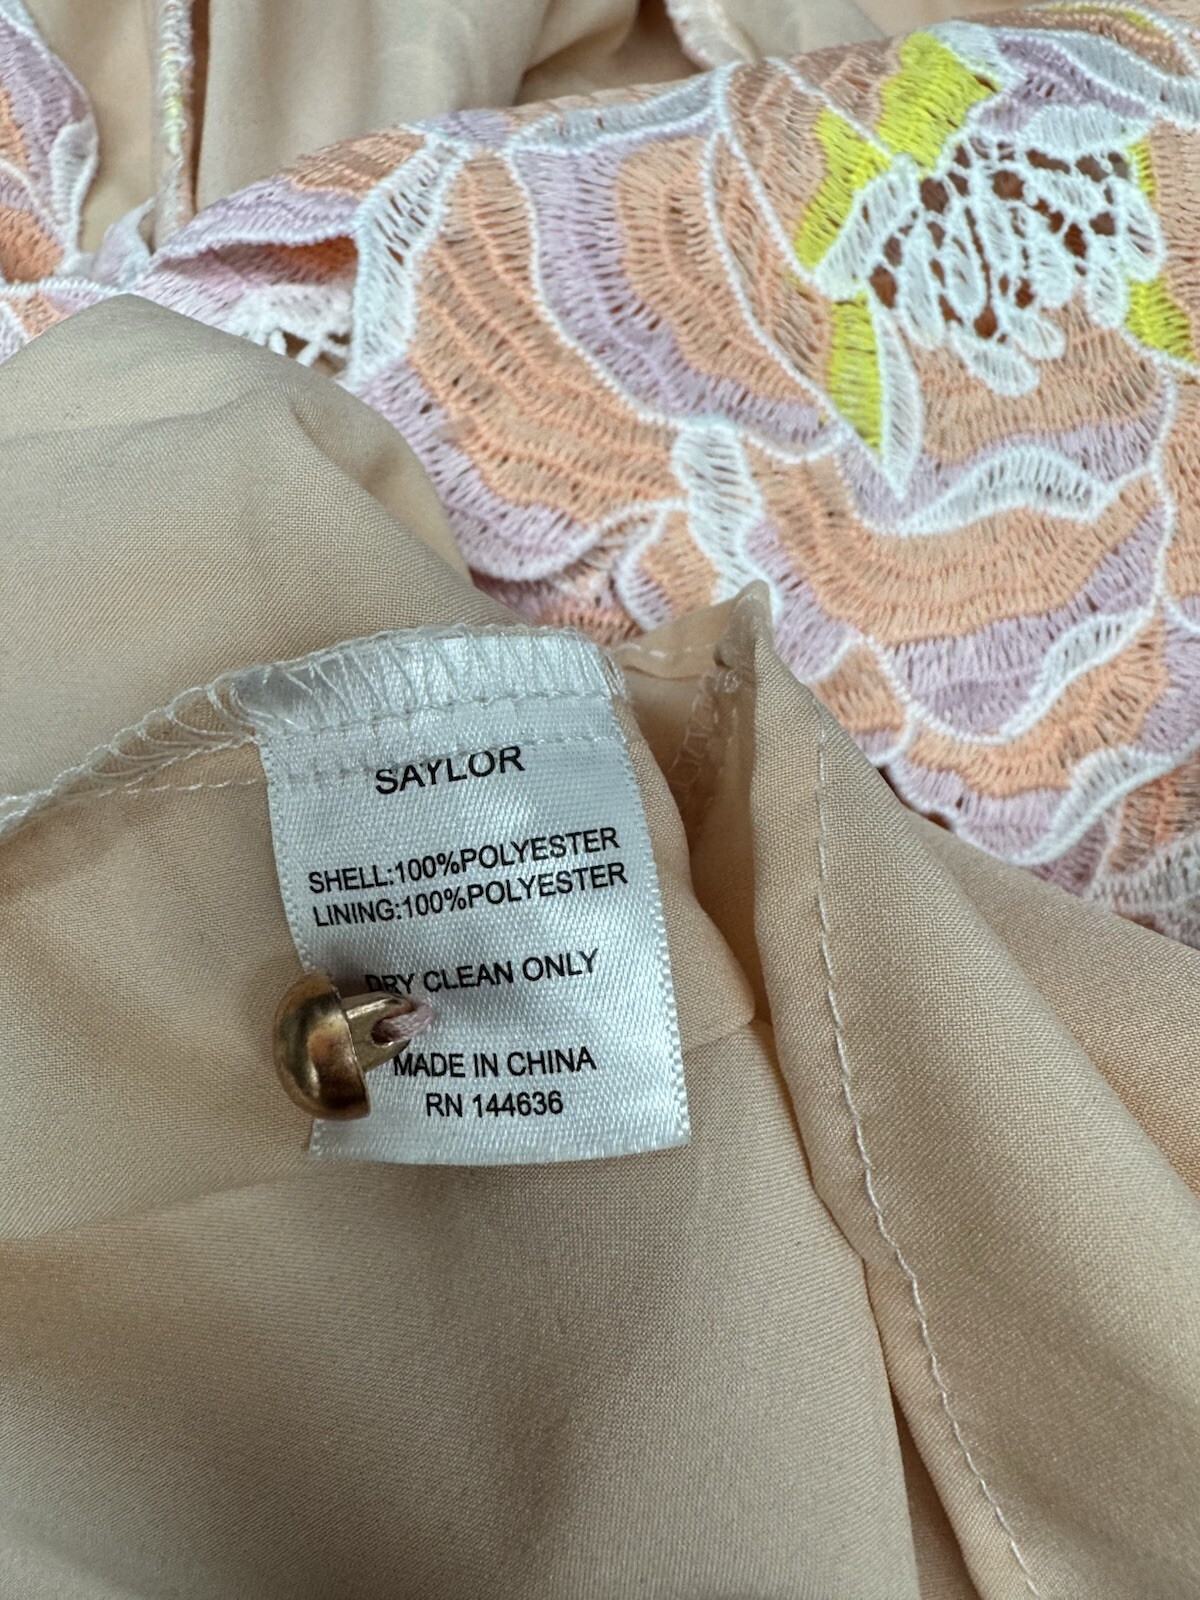 SAYLOR
SHELL:100%POLYESTER
LINING:100%POLYESTER
DRY CLEAN ONLY
MADE IN CHINA
RN 144636